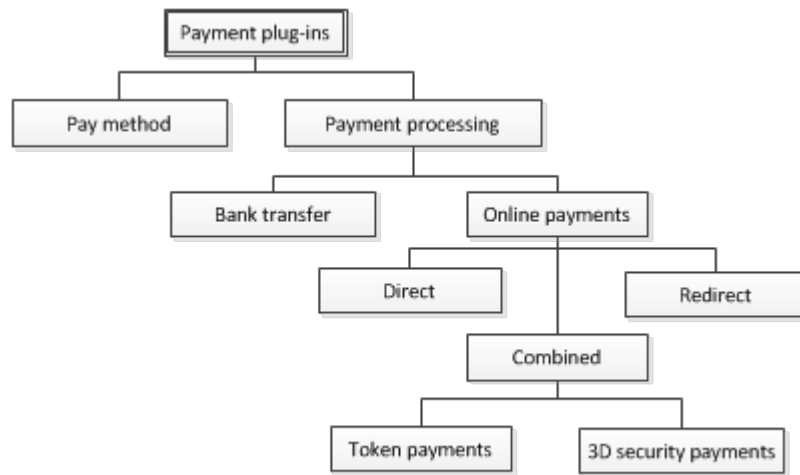 Payment plug-ins
Pay method
Payment processing
Bank transfer
Online payments
Direct
Redirect
Combined
Token payments
3D security payments